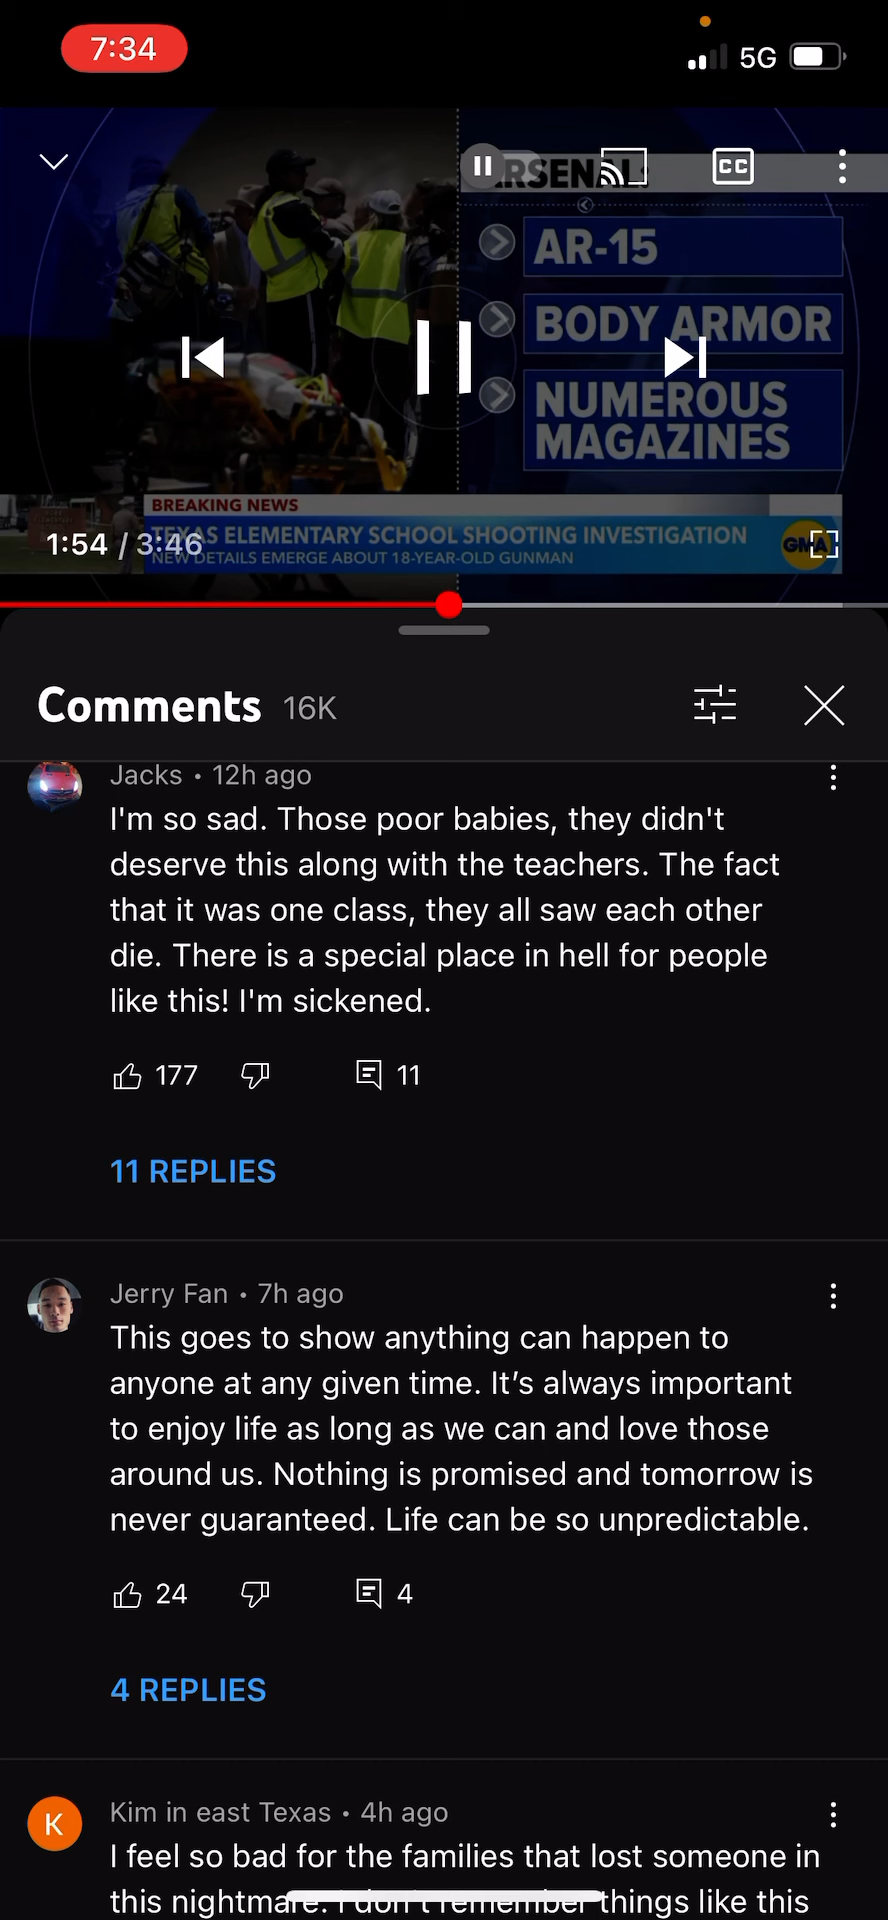 7:34
5G
ARSENAL:
CC
AR-15
BODY ARMOR
NUMEROUS
MAGAZINES
BREAKING NEWS
TEXAS ELEMENTARY SCHOOL SHOOTING INVESTIGATION
1:54 / 3:46
NEW DETAILS EMERGE ABOUT 18-YEAR-OLD GUNMAN
GMA
Comments 16K
Jacks • 12h ago
I'm so sad. Those poor babies, they didn't
deserve this along with the teachers. The fact
that it was one class, they all saw each other
die. There is a special place in hell for people
like this! I'm sickened.
177
11
11 REPLIES
Jerry Fan • 7h ago
This goes to show anything can happen to
anyone at any given time. It’s always important
to enjoy life as long as we can and love those
around us. Nothing is promised and tomorrow is
never guaranteed. Life can be so unpredictable.
24
4
4 REPLIES
K
Kim in east Texas • 4h ago
I feel so bad for the families that lost someone in
this nightmare. I don't remember things like this